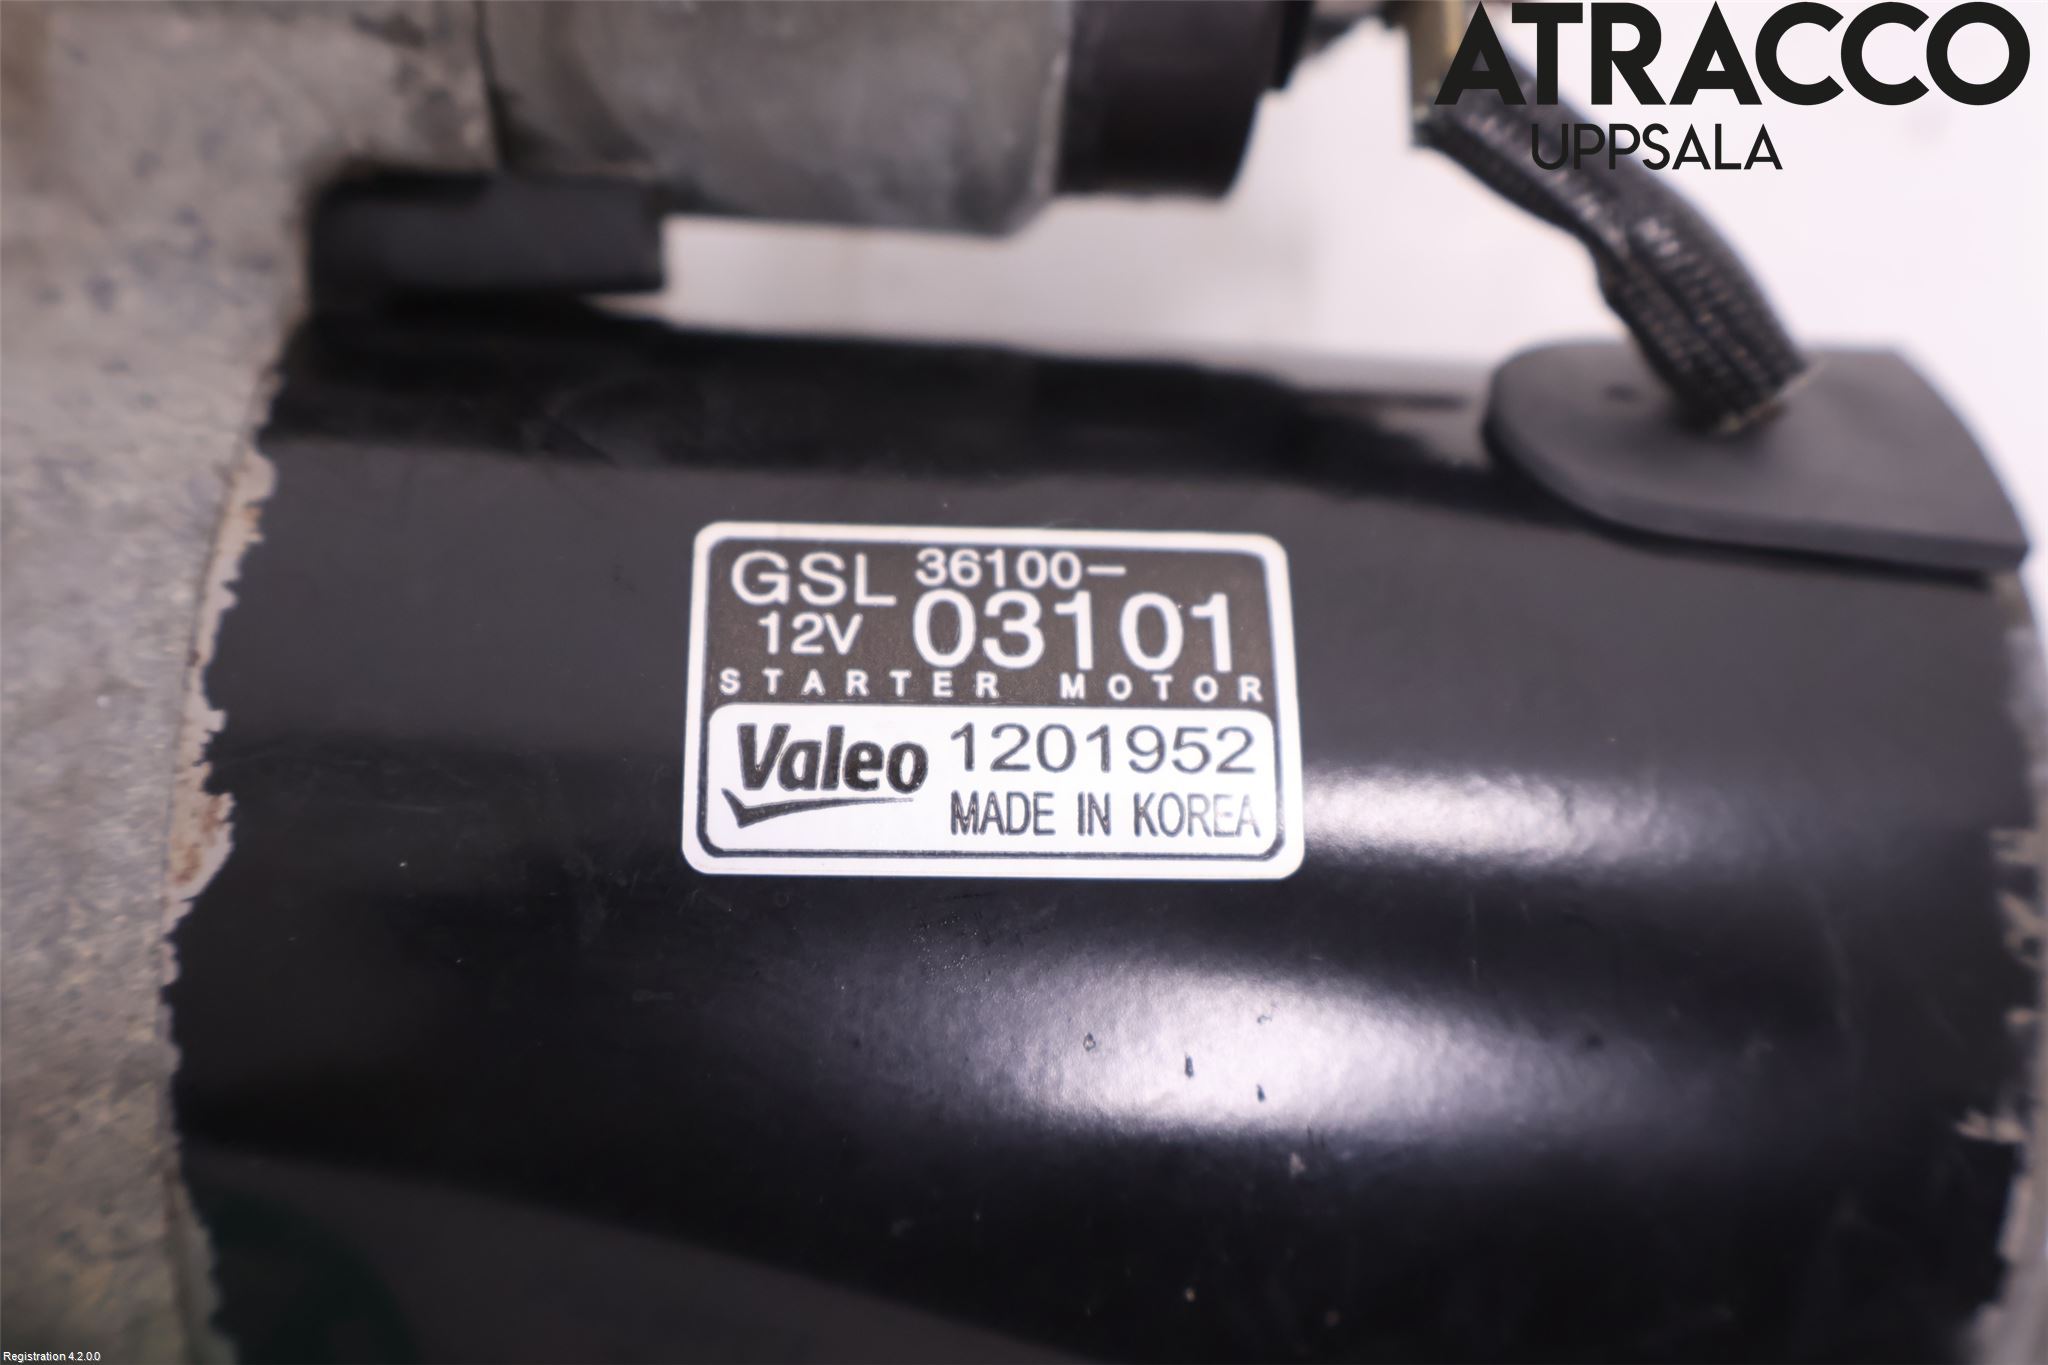 ATRACCO
UPPSALA
GSL 36100-
12V 03101
STARTER MOTOR
Valeo 1201952
MADE IN KOREA
Registration 4.2.0.0